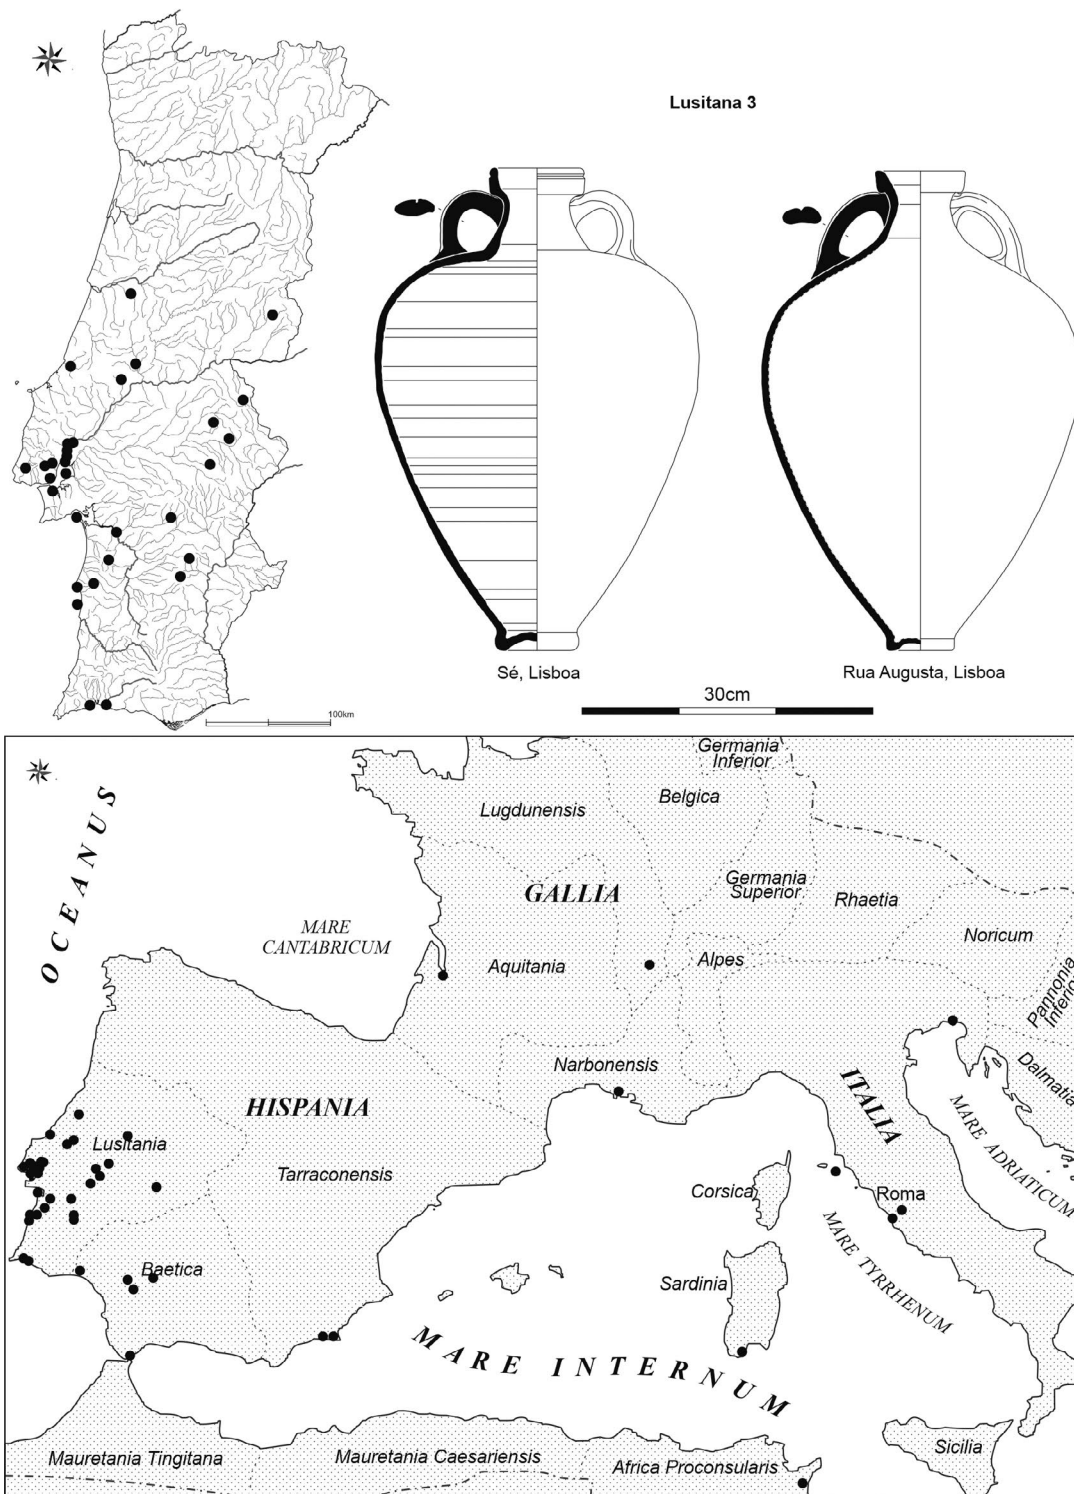 Lusitana 3
Sé, Lisboa
Rua Augusta, Lisboa
30cm
100km
Germania
Inferior
Belgica
Lugdunensis
OCEANUS
GALLIA
Germania
Superior
Rhaetia
MARE
CANTABRICUM
Noricum
Aquitania
Alpes
Pannonia
Inferior
Narbonensis
Dalmatia
ITALIA
HISPANIA
MARE ADRIATICUM
Lusitania
Tarraconensis
Corsica
Roma
Baetica
Sardinia
MARE TYRRHENUM
MARE INTERNUM
Mauretania Tingitana
Mauretania Caesariensis
Africa Proconsularis
Sicilia